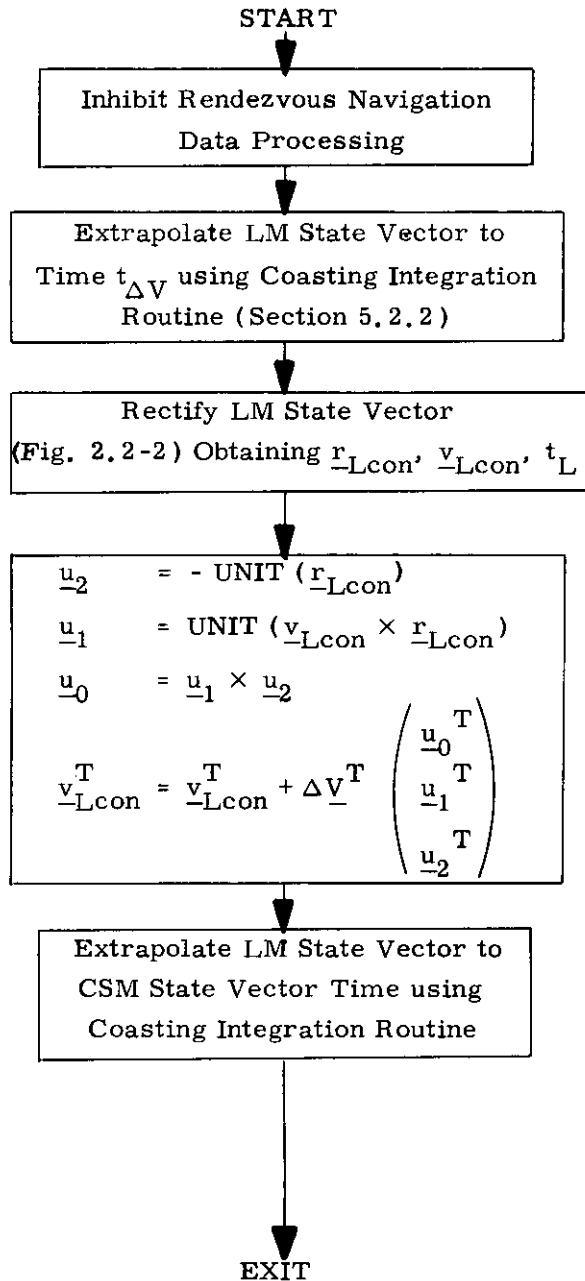 START
Inhibit Rendezvous Navigation
Data Processing
Extrapolate LM State Vector to
Time t_ΔV using Coasting Integration
Routine (Section 5.2.2)
Rectify LM State Vector
(Fig. 2.2-2) Obtaining r_Lcon, v_Lcon, t_L
u_2 = - UNIT (r_Lcon)
u_1 = UNIT (v_Lcon × r_Lcon)
u_0 = u_1 × u_2
v_Lcon^T = v_Lcon^T + ΔV^T
u_0^T
u_1^T
u_2^T
Extrapolate LM State Vector to
CSM State Vector Time using
Coasting Integration Routine
EXIT